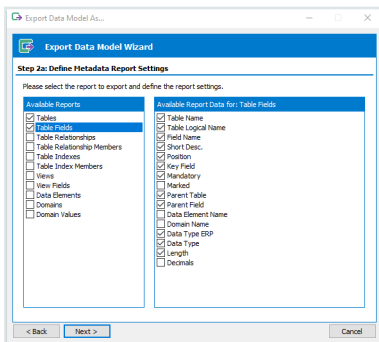 Export Data Model As...
Export Data Model Wizard
Step 2a: Define Metadata Report Settings
Please select the report to export and define the report settings.
Available Reports
Tables
Table Fields
Table Relationships
Table Relationship Members
Table Indexes
Table Index Members
Views
View Fields
Data Elements
Domains
Domain Values
Available Report Data for: Table Fields
Table Name
Table Logical Name
Field Name
Short Desc.
Position
Key Field
Mandatory
Marked
Parent Table
Parent Field
Data Element Name
Domain Name
Data Type ERP
Data Type
Length
Decimals
< Back
Next >
Cancel